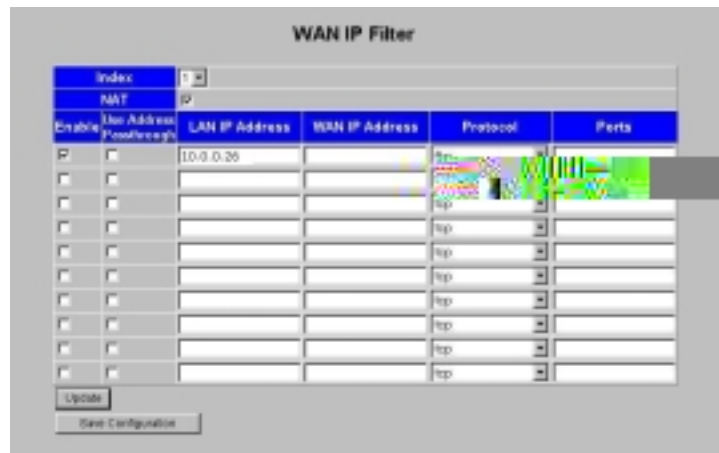 WAN IP Filter
Index 1
NAT
Enable Use Address Passthrough LAN IP Address WAN IP Address Protocol Ports
10.0.0.26
tcp
tcp
tcp
tcp
tcp
tcp
tcp
tcp
Update
Save Configuration